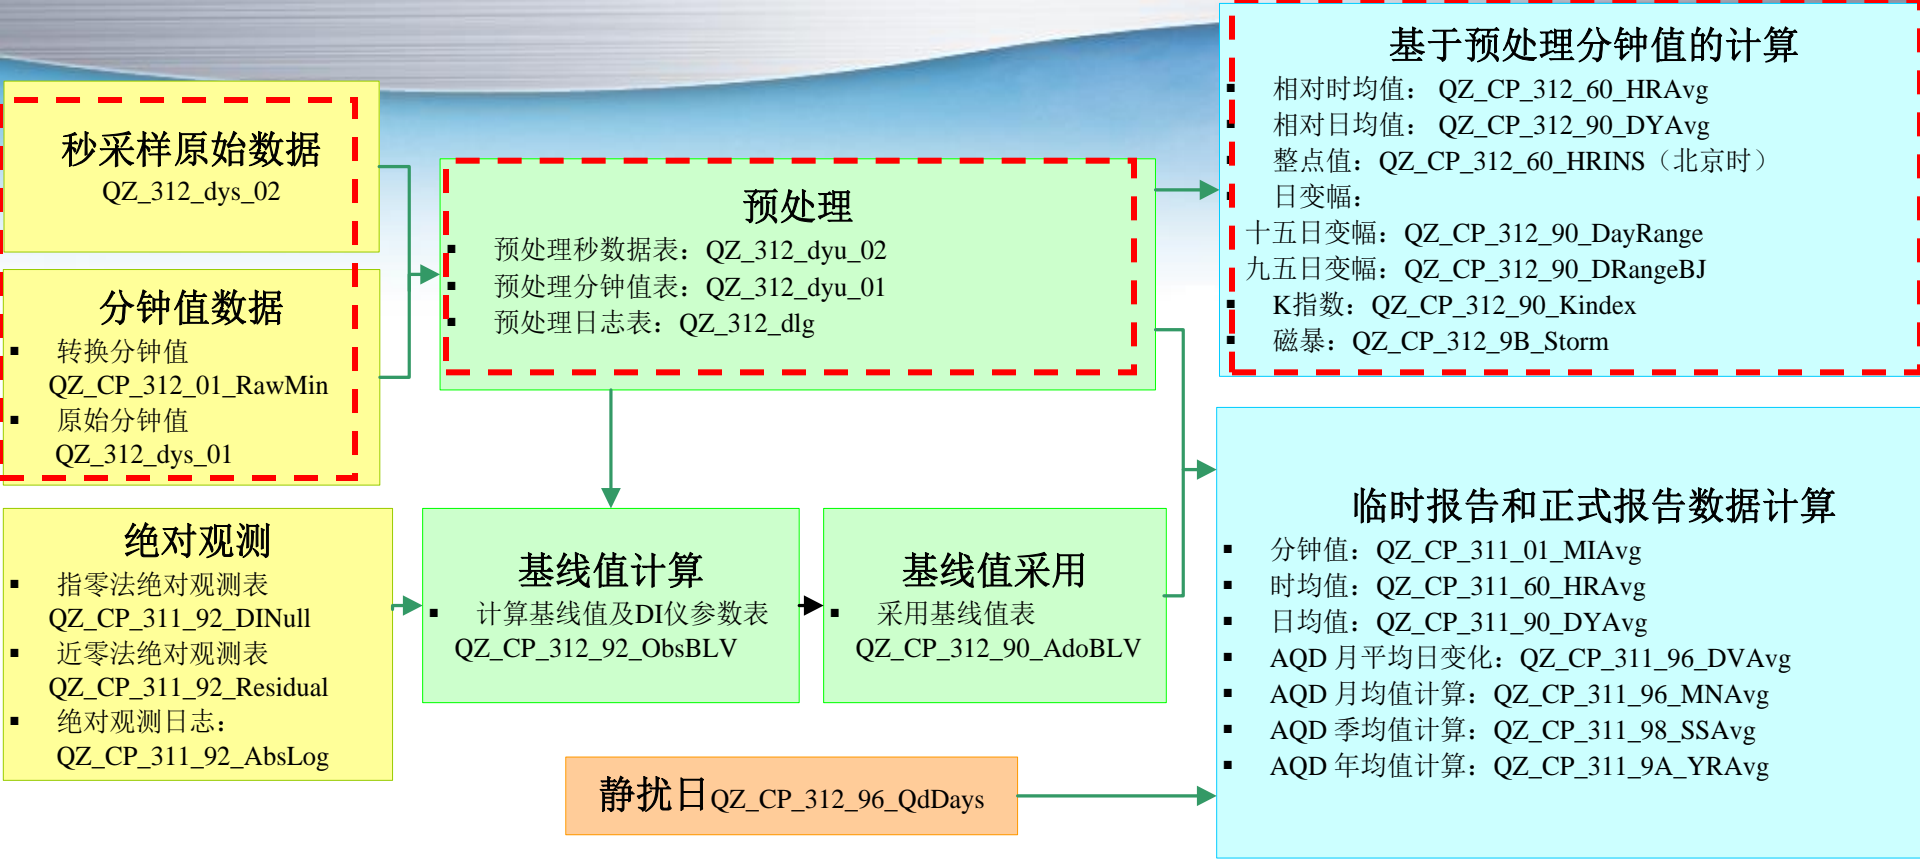 秒采样原始数据
QZ_312_dys_02
分钟值数据
▪ 转换分钟值
QZ_CP_312_01_RawMin
▪ 原始分钟值
QZ_312_dys_01
绝对观测
▪ 指零法绝对观测表
QZ_CP_311_92_DINull
▪ 近零法绝对观测表
QZ_CP_311_92_Residual
▪ 绝对观测日志：
QZ_CP_311_92_AbsLog
预处理
▪ 预处理秒数据表：QZ_312_dyu_02
▪ 预处理分钟值表：QZ_312_dyu_01
▪ 预处理日志表：QZ_312_dlg
基线值计算
▪ 计算基线值及DI仪参数表
QZ_CP_312_92_ObsBLV
基线值采用
▪ 采用基线值表
QZ_CP_312_90_AdoBLV
静扰日QZ_CP_312_96_QdDays
基于预处理分钟值的计算
▪ 相对时均值： QZ_CP_312_60_HRAvg
▪ 相对日均值： QZ_CP_312_90_DYAvg
▪ 整点值：QZ_CP_312_60_HRINS（北京时）
▪ 日变幅：
十五日变幅：QZ_CP_312_90_DayRange
九五日变幅：QZ_CP_312_90_DRangeBJ
▪ K指数：QZ_CP_312_90_Kindex
▪ 磁暴：QZ_CP_312_9B_Storm
临时报告和正式报告数据计算
▪ 分钟值：QZ_CP_311_01_MIAvg
▪ 时均值：QZ_CP_311_60_HRAvg
▪ 日均值：QZ_CP_311_90_DYAvg
▪ AQD 月平均日变化：QZ_CP_311_96_DVAvg
▪ AQD 月均值计算：QZ_CP_311_96_MNAvg
▪ AQD 季均值计算：QZ_CP_311_98_SSAvg
▪ AQD 年均值计算：QZ_CP_311_9A_YRAvg